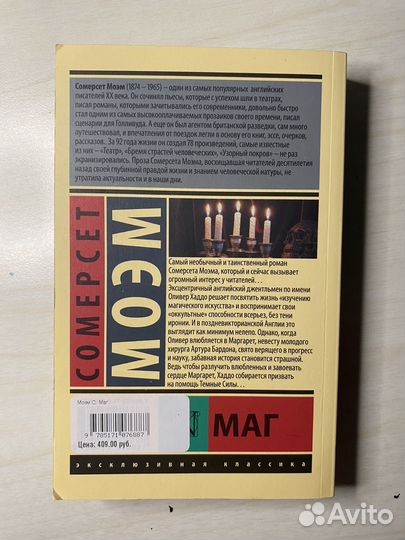 Сомерсет Моэм (1874 – 1965) – один из самых популярных английских
писателей XX века. Он сочинял пьесы, которые с успехом шли в театрах,
писал романы, которыми зачитывались его современники, довольно быстро
стал одним из самых высокооплачиваемых прозаиков своего времени, писал
сценарии для Голливуда. А еще он был агентом британской разведки, сам много
путешествовал, и впечатления от поездок легли в основу его книг, эссе, очерков,
рассказов. За 92 года жизни он создал 78 произведений, самые известные
из них – «Театр», «Бремя страстей человеческих», «Узорный покров» – не раз
экранизировались. Проза Сомерсета Моэма, восхищавшая читателей десятилетия
назад своей глубинной правдой жизни и знанием человеческой натуры, не
утратила актуальности и в наши дни.
СОМЕРСЕТ
МОЭМ
Самый необычный и таинственный роман
Сомерсета Моэма, который и сейчас вызывает
огромный интерес у читателей…
Эксцентричный английский джентльмен по имени
Оливер Хаддо решает посвятить жизнь «изучению
магического искусства» и воспринимает свои
«оккультные» способности всерьез, без тени
иронии. И в поздневикторианской Англии это
выглядит как минимум нелепо. Однако, когда
Оливер влюбляется в Маргарет, невесту молодого
хирурга Артура Бардона, свято верящего в прогресс
и науку, забавная история становится страшной.
Ведь чтобы разлучить влюбленных и завоевать
сердце Маргарет, Хаддо собирается призвать
на помощь Темные Силы…
Моэм С. Маг
9 785171 076887
Цена: 409.00 руб.
МАГ
эксклюзивная классика
Avito